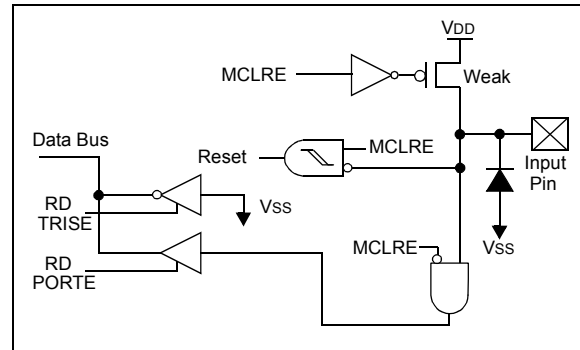 VDD
MCLRE
Weak
Data Bus
Reset
MCLRE
Input
Pin
RD
TRISE
VSS
VSS
RD
PORTE
MCLRE